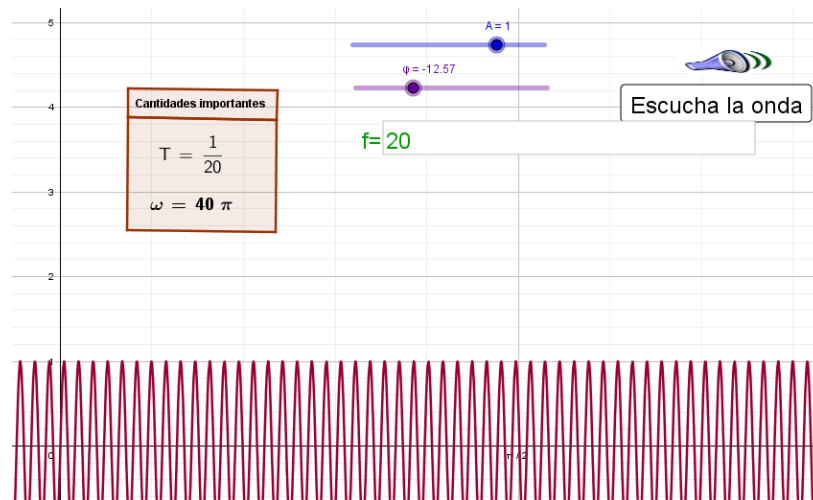 5
A = 1
φ = -12.57
4
Cantidades importantes
Escucha la onda
T = 1/20
f= 20
3
ω = 40 π
2
1
0
π / 2